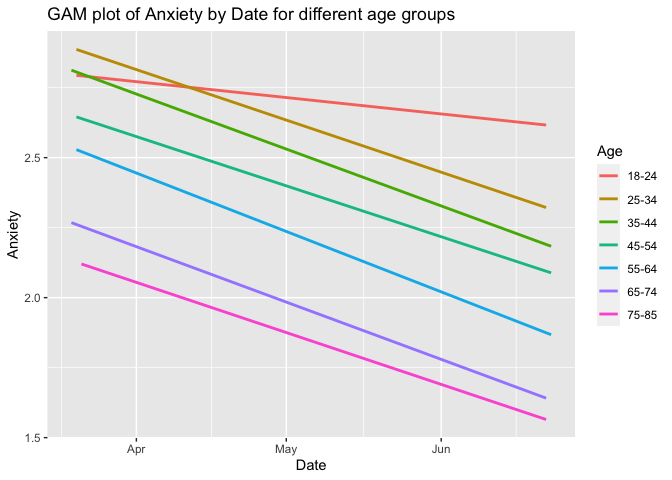 GAM plot of Anxiety by Date for different age groups
Anxiety
2.5
2.0
1.5
Apr May Jun
Date
Age
18-24
25-34
35-44
45-54
55-64
65-74
75-85